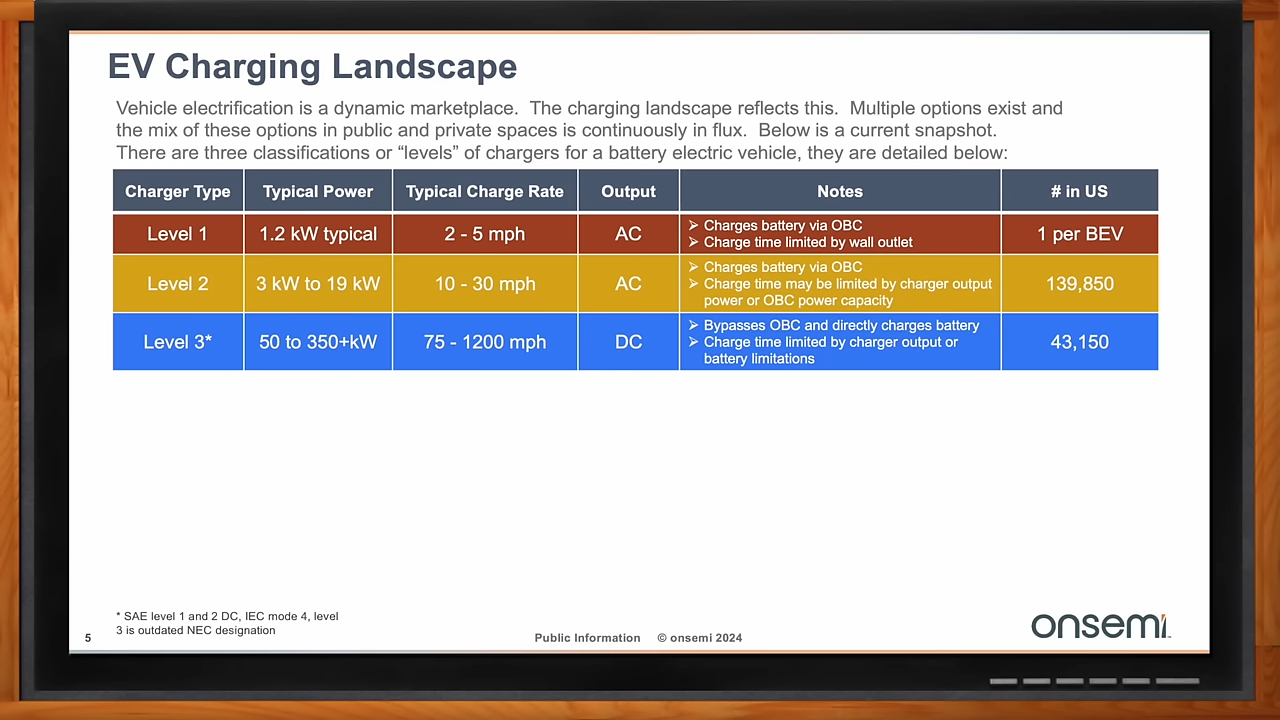 EV Charging Landscape
Vehicle electrification is a dynamic marketplace.  The charging landscape reflects this.  Multiple options exist and
the mix of these options in public and private spaces is continuously in flux.  Below is a current snapshot.
There are three classifications or “levels” of chargers for a battery electric vehicle, they are detailed below:
Charger Type Typical Power Typical Charge Rate Output Notes # in US
Level 1 1.2 kW typical 2 - 5 mph AC
➢ Charges battery via OBC
➢ Charge time limited by wall outlet
1 per BEV
Level 2 3 kW to 19 kW 10 - 30 mph AC
➢ Charges battery via OBC
➢ Charge time may be limited by charger output
power or OBC power capacity
139,850
Level 3* 50 to 350+kW 75 - 1200 mph DC
➢ Bypasses OBC and directly charges battery
➢ Charge time limited by charger output or
battery limitations
43,150
* SAE level 1 and 2 DC, IEC mode 4, level
3 is outdated NEC designation
5 Public Information © onsemi 2024
onsemi